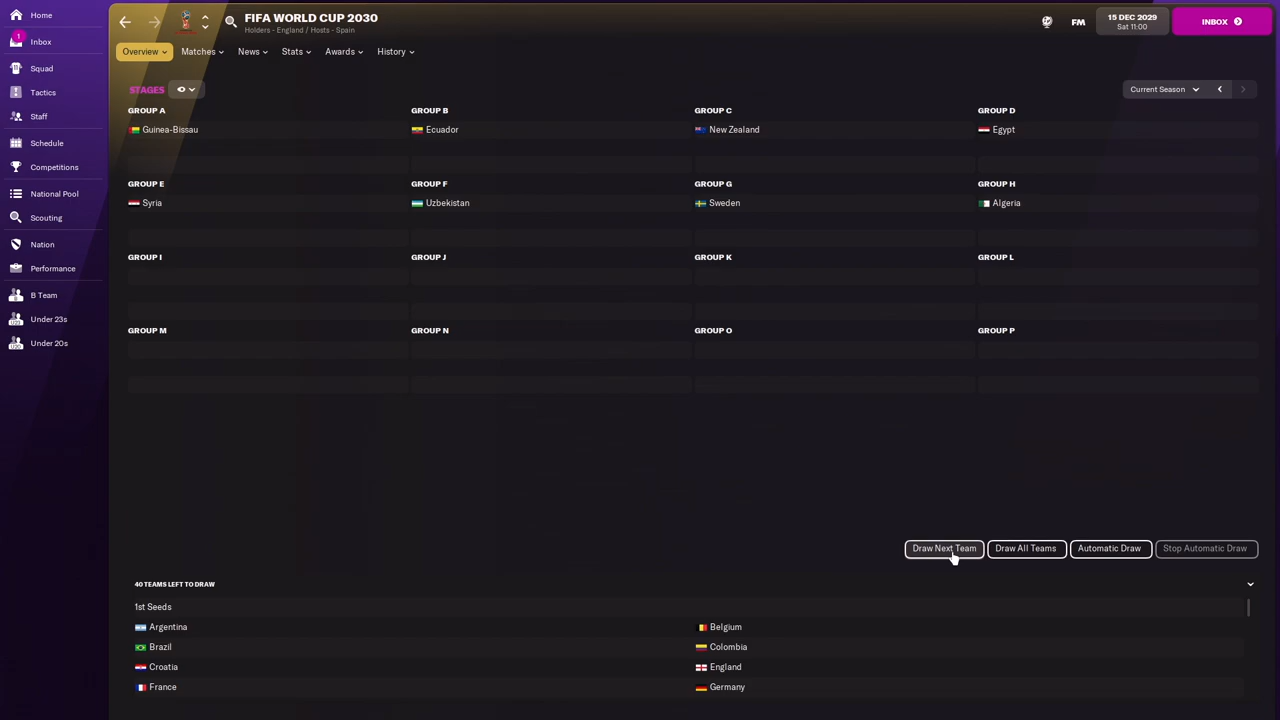 Home
FIFA WORLD CUP 2030
Holders - England / Hosts - Spain
FM
15 DEC 2029
Sat 11:00
INBOX
1
Inbox
Overview
Matches
News
Stats
Awards
History
Squad
Tactics
Staff
Schedule
Competitions
National Pool
Scouting
Nation
Performance
B Team
U23
Under 23s
U20
Under 20s
STAGES
Current Season
GROUP A
GROUP B
GROUP C
GROUP D
Guinea-Bissau
Ecuador
New Zealand
Egypt
GROUP E
GROUP F
GROUP G
GROUP H
Syria
Uzbekistan
Sweden
Algeria
GROUP I
GROUP J
GROUP K
GROUP L
GROUP M
GROUP N
GROUP O
GROUP P
Draw Next Team
Draw All Teams
Automatic Draw
Stop Automatic Draw
40 TEAMS LEFT TO DRAW
1st Seeds
Argentina
Belgium
Brazil
Colombia
Croatia
England
France
Germany